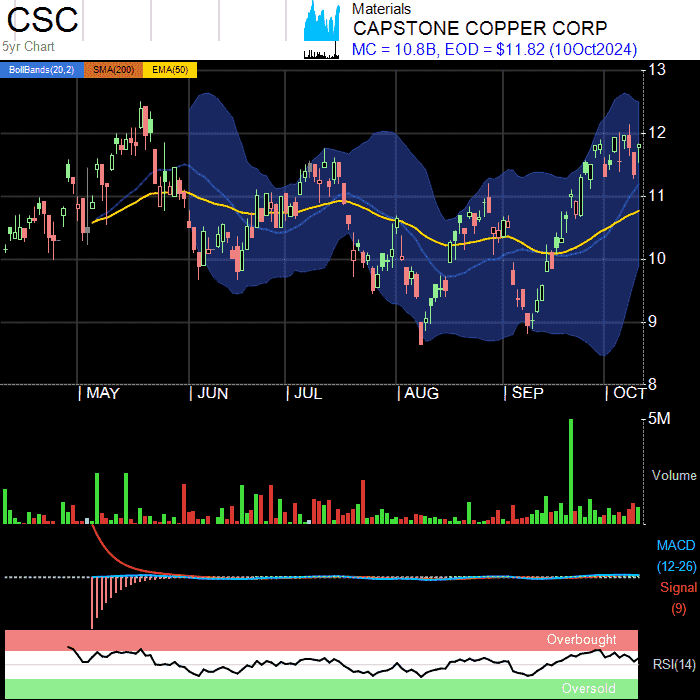 CSC
5yr Chart
Materials
CAPSTONE COPPER CORP
MC = 10.8B, EOD = $11.82 (10Oct2024)
BollBands(20,2) SMA(200) EMA(50)
13
12
11
10
9
8
| MAY | JUN | JUL | AUG | SEP | OCT
5M
Volume
MACD
(12-26)
Signal
(9)
Overbought
RSI(14)
Oversold